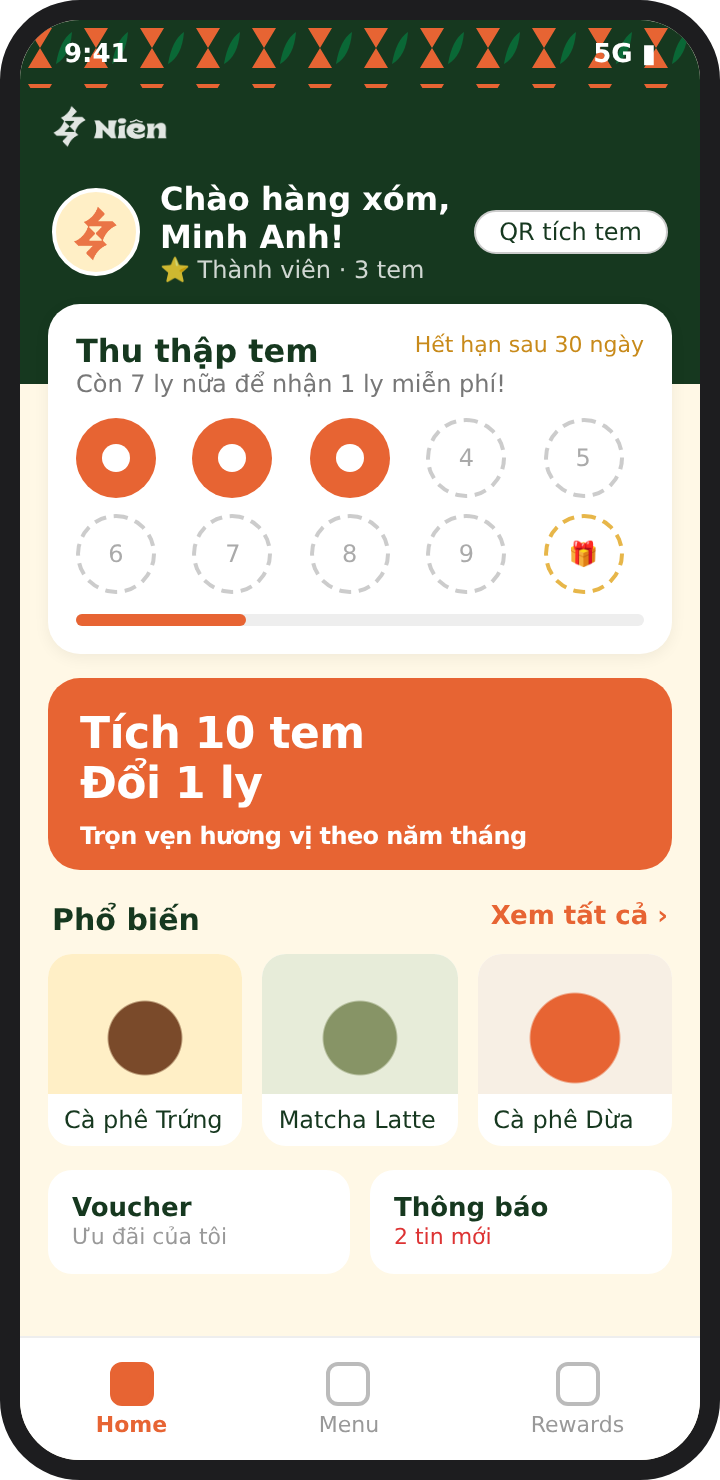 9:41
5G
Niên
Chào hàng xóm,
Minh Anh!
QR tích tem
⭐ Thành viên · 3 tem
Thu thập tem
Hết hạn sau 30 ngày
Còn 7 ly nữa để nhận 1 ly miễn phí!
4
5
6
7
8
9
Tích 10 tem
Đổi 1 ly
Trọn vẹn hương vị theo năm tháng
Phổ biến
Xem tất cả ›
Cà phê Trứng
Matcha Latte
Cà phê Dừa
Voucher
Ưu đãi của tôi
Thông báo
2 tin mới
Home
Menu
Rewards